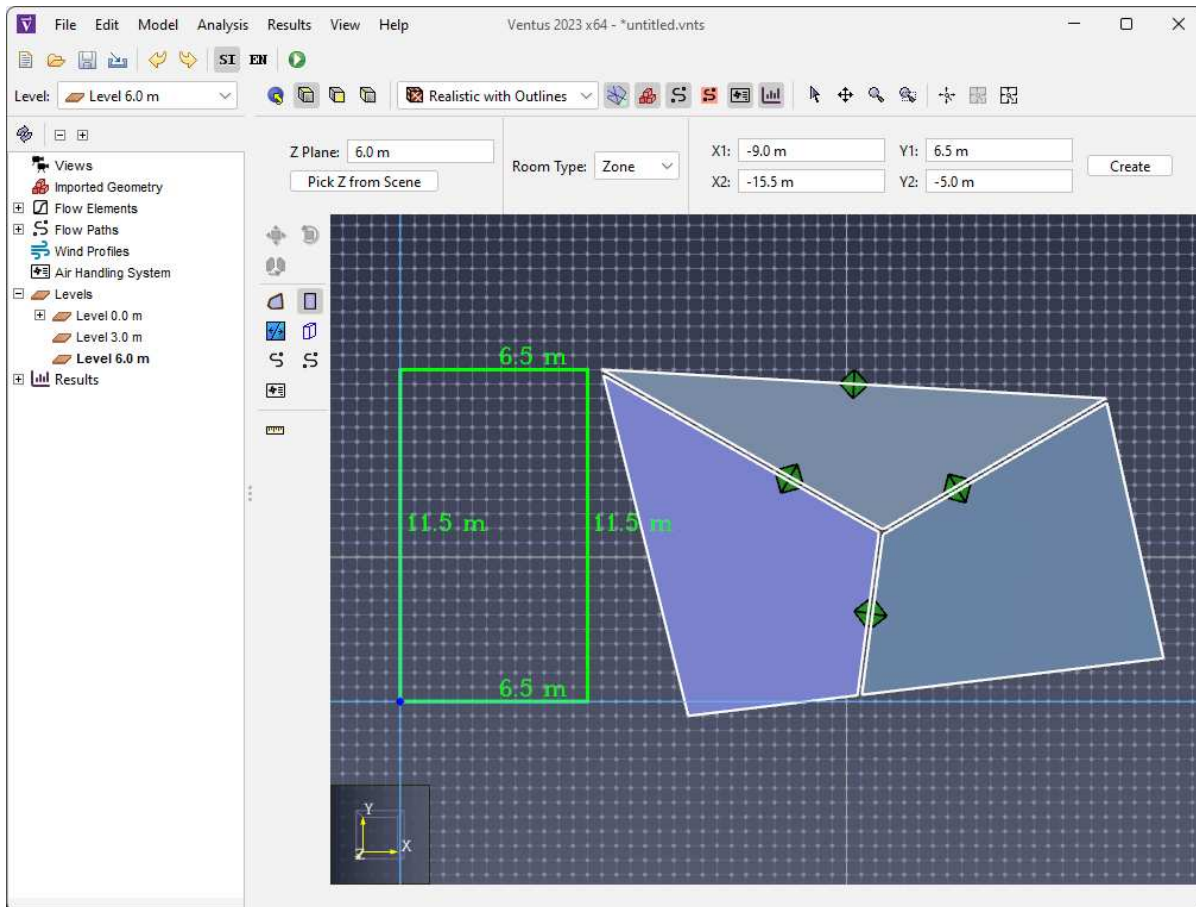 File Edit Model Analysis Results View Help Ventus 2023 x64 - *untitled.vnts
SI EN
Level: Level 6.0 m Realistic with Outlines
Z Plane: 6.0 m
Pick Z from Scene
Room Type: Zone
X1: -9.0 m Y1: 6.5 m
X2: -15.5 m Y2: -5.0 m
Create
Views
Imported Geometry
Flow Elements
Flow Paths
Wind Profiles
Air Handling System
Levels
Level 0.0 m
Level 3.0 m
Level 6.0 m
Results
6.5 m
11.5 m 11.5 m
6.5 m
Y
Z X